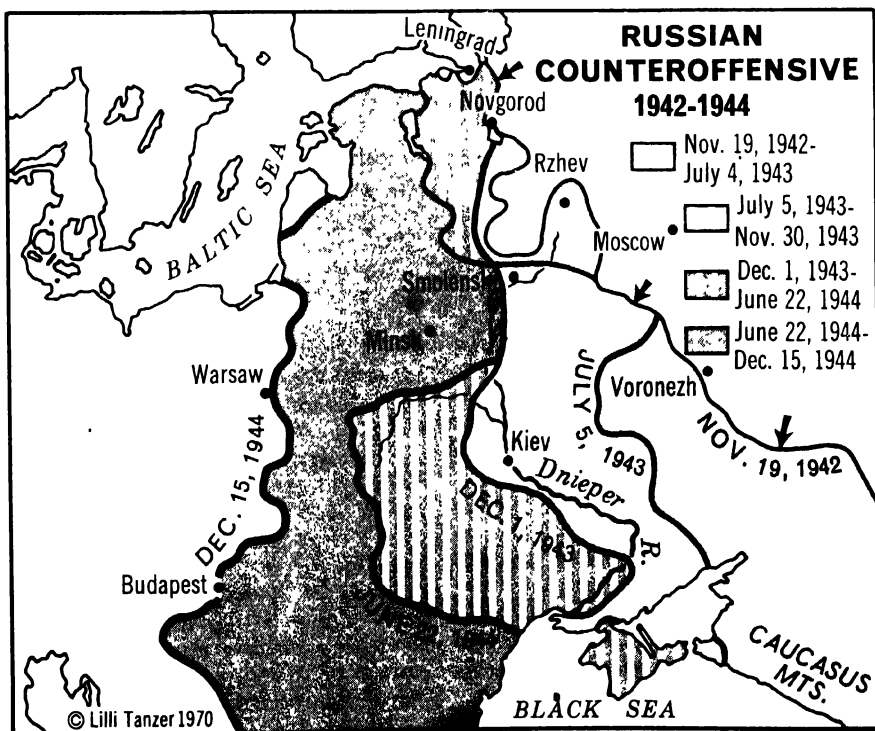 RUSSIAN
COUNTEROFFENSIVE
1942-1944
Nov. 19, 1942-
July 4, 1943
July 5, 1943-
Nov. 30, 1943
Dec. 1, 1943-
June 22, 1944
June 22, 1944-
Dec. 15, 1944
Leningrad
Novgorod
Rzhev
Moscow
BALTIC SEA
Smolensk
Minsk
Warsaw
Voronezh
JULY 5, 1943
NOV. 19, 1942
Kiev
Dnieper
R.
DEC. 1, 1943
DEC. 15, 1944
Budapest
JUNE
CAUCASUS
MTS.
BLACK SEA
© Lilli Tanzer 1970